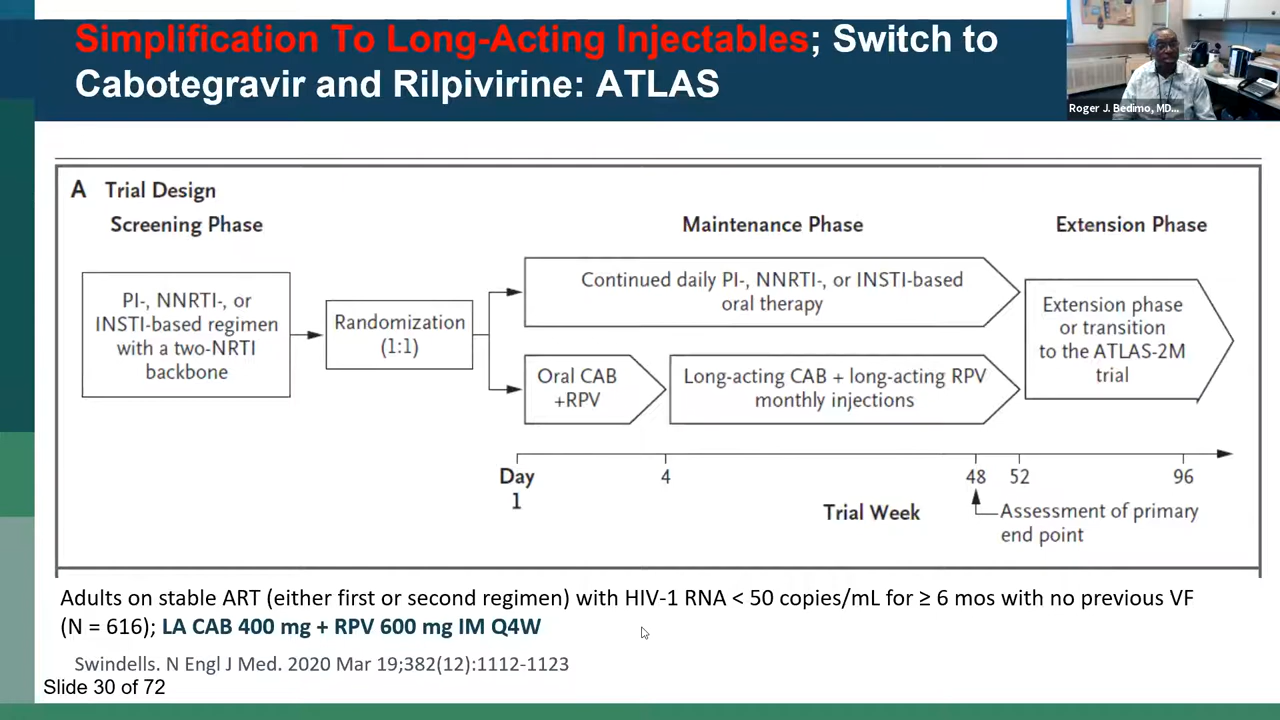 Simplification To Long-Acting Injectables; Switch to
Cabotegravir and Rilpivirine: ATLAS
Roger J. Bedimo, MD...
A Trial Design
Screening Phase
Maintenance Phase
Extension Phase
PI-, NNRTI-, or
INSTI-based regimen
with a two-NRTI
backbone
Randomization
(1:1)
Continued daily PI-, NNRTI-, or INSTI-based
oral therapy
Oral CAB
+RPV
Long-acting CAB + long-acting RPV
monthly injections
Extension phase
or transition
to the ATLAS-2M
trial
Day
1
4
48
52
96
Trial Week
Assessment of primary
end point
Adults on stable ART (either first or second regimen) with HIV-1 RNA < 50 copies/mL for ≥ 6 mos with no previous VF
(N = 616); LA CAB 400 mg + RPV 600 mg IM Q4W
Swindells. N Engl J Med. 2020 Mar 19;382(12):1112-1123
Slide 30 of 72